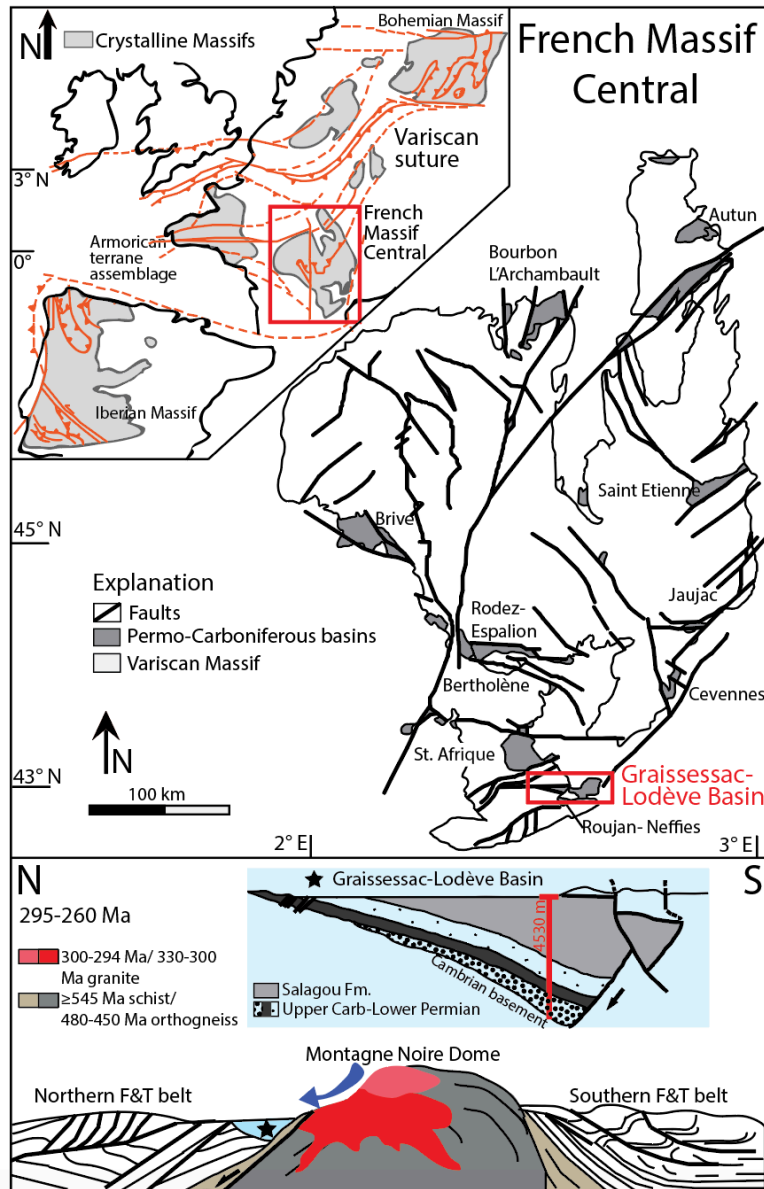 N
Crystalline Massifs
Bohemian Massif
French Massif
Central
Variscan
suture
3° N
French
Massif
Central
Armorican
terrane
assemblage
0°
Iberian Massif
Autun
Bourbon
L'Archambault
Saint Etienne
45° N
Brive
Explanation
Faults
Permo-Carboniferous basins
Variscan Massif
Jaujac
Rodez-
Espalion
Bertholène
Cevennes
N
St. Afrique
43° N
100 km
Graissessac-
Lodève Basin
Roujan- Neffies
2° E
3° E
N
S
Graissessac-Lodève Basin
295-260 Ma
300-294 Ma/ 330-300
Ma granite
≥545 Ma schist/
480-450 Ma orthogneiss
4530 m
Cambrian basement
Salagou Fm.
Upper Carb-Lower Permian
Montagne Noire Dome
Northern F&T belt
Southern F&T belt